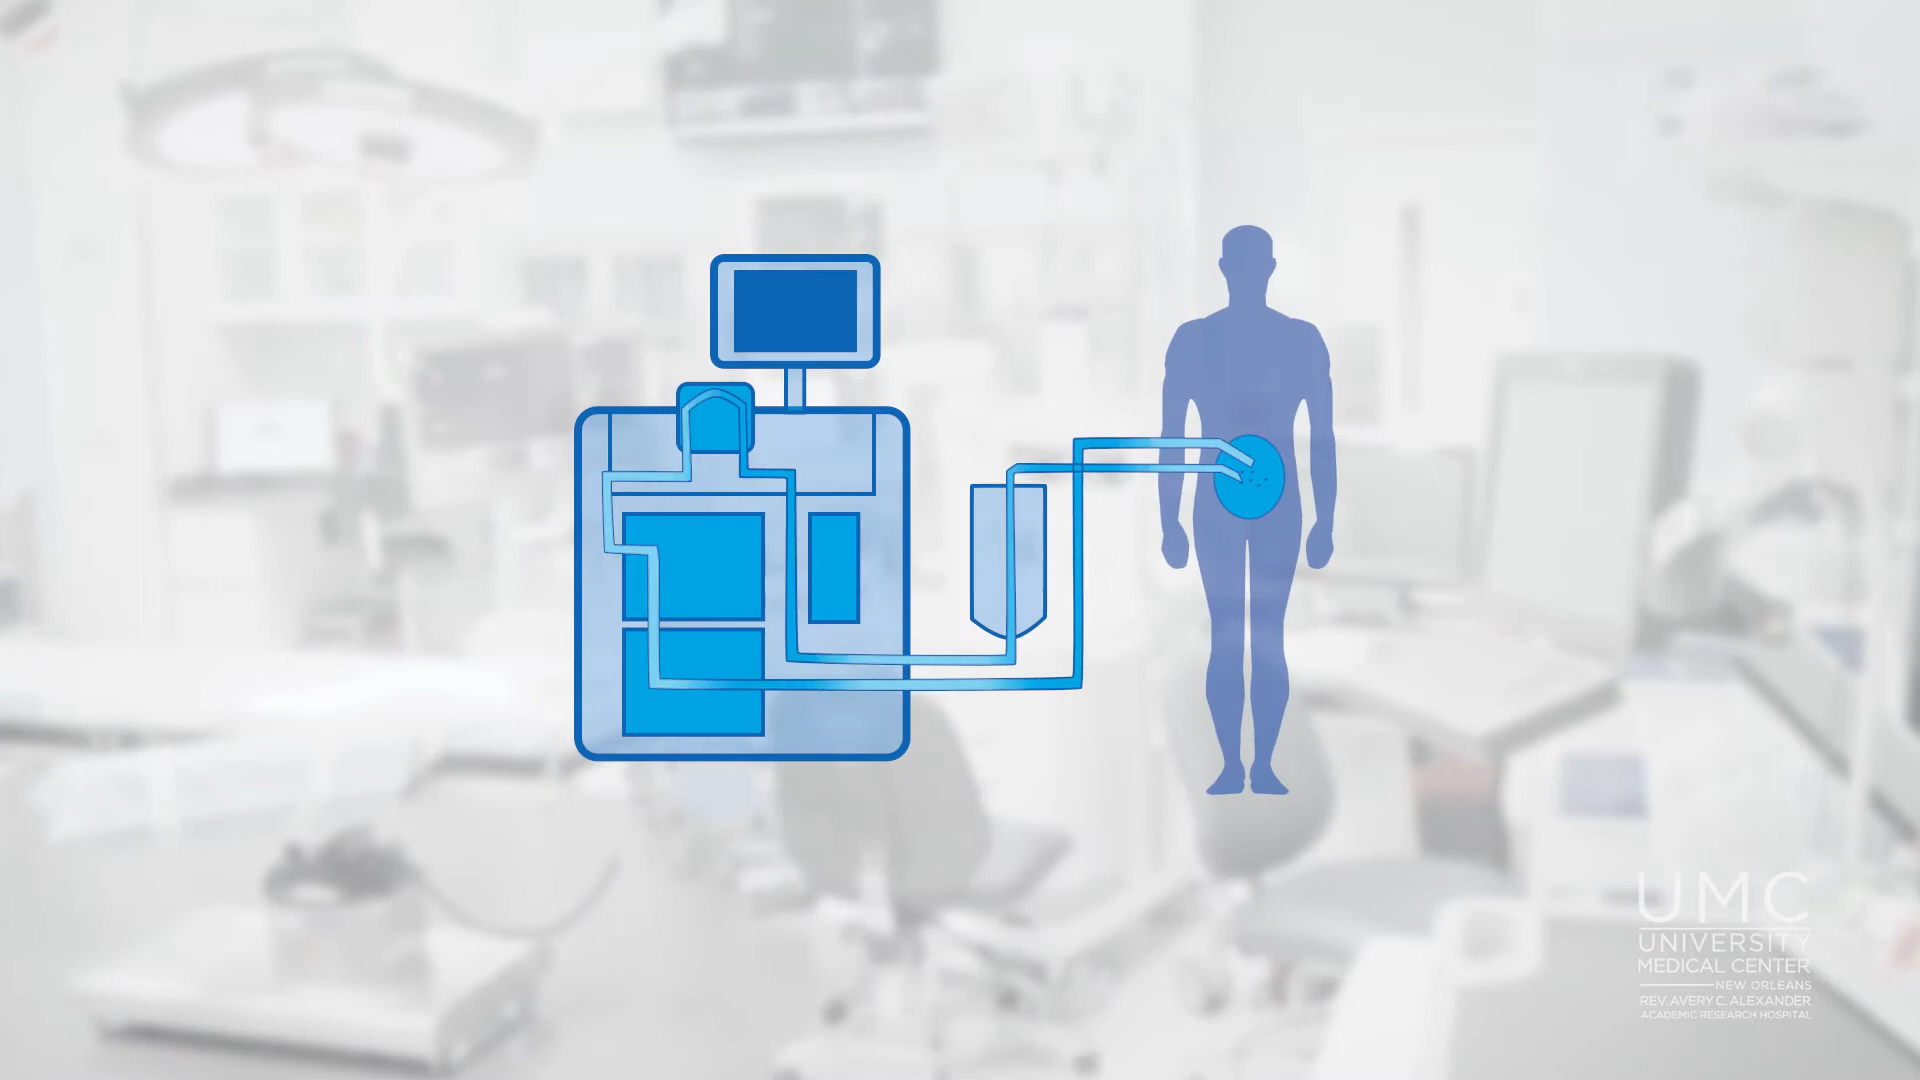 UMC
UNIVERSITY
MEDICAL CENTER
NEW ORLEANS
REV. AVERY C. ALEXANDER
ACADEMIC RESEARCH HOSPITAL